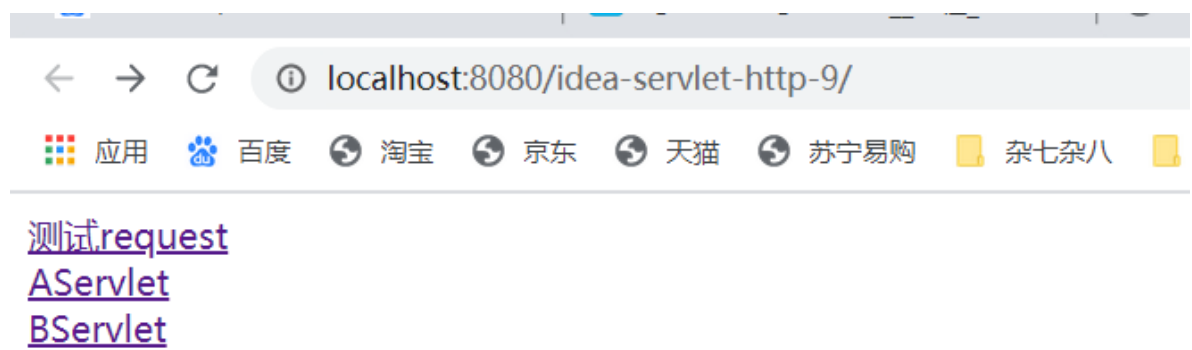 localhost:8080/idea-servlet-http-9/
应用 百度 淘宝 京东 天猫 苏宁易购 杂七杂八
测试request
AServlet
BServlet